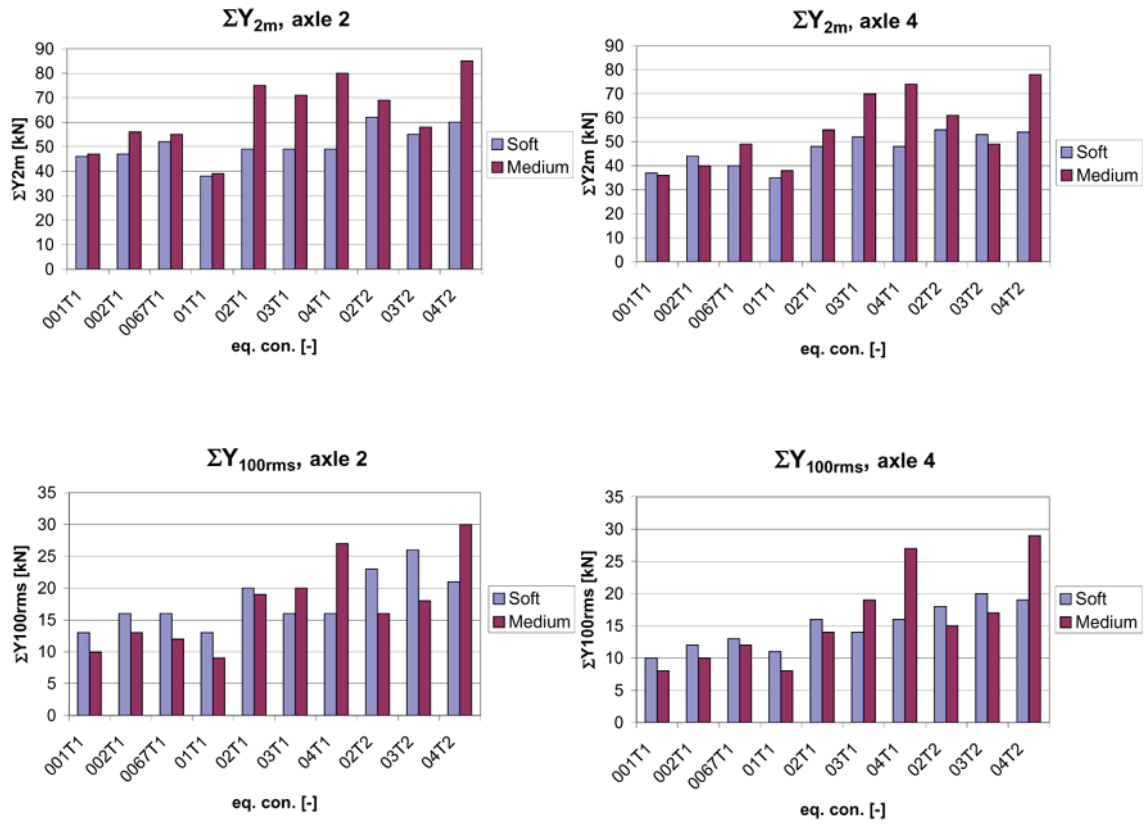 ΣY2m, axle 2
90
80
70
60
50
40
30
20
10
0
ΣY2m [kN]
001T1
002T1
0067T1
01T1
02T1
03T1
04T1
02T2
03T2
04T2
eq. con. [-]
Soft
Medium
ΣY2m, axle 4
90
80
70
60
50
40
30
20
10
0
ΣY2m [kN]
001T1
002T1
0067T1
01T1
02T1
03T1
04T1
02T2
03T2
04T2
eq. con. [-]
Soft
Medium
ΣY100rms, axle 2
35
30
25
20
15
10
5
0
ΣY100rms [kN]
001T1
002T1
0067T1
01T1
02T1
03T1
04T1
02T2
03T2
04T2
eq. con. [-]
Soft
Medium
ΣY100rms, axle 4
35
30
25
20
15
10
5
0
ΣY100rms [kN]
001T1
002T1
0067T1
01T1
02T1
03T1
04T1
02T2
03T2
04T2
eq. con. [-]
Soft
Medium